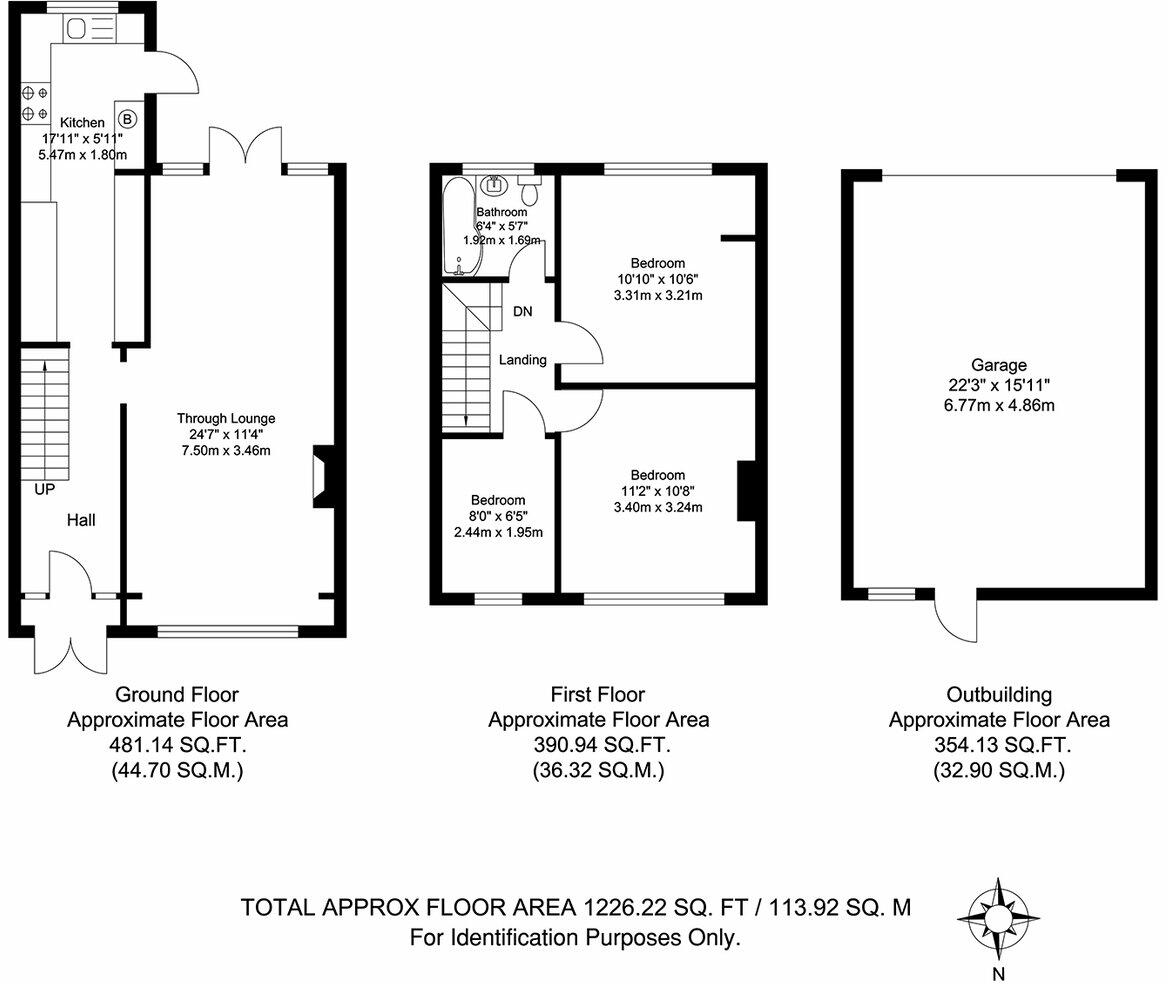 B
Kitchen
17'11" x 5'11"
5.47m x 1.80m
Through Lounge
24'7" x 11'4"
7.50m x 3.46m
UP
Hall
Bathroom
6'4" x 5'7"
1.92m x 1.69m
Bedroom
10'10" x 10'6"
3.31m x 3.21m
DN
Landing
Bedroom
11'2" x 10'8"
3.40m x 3.24m
Bedroom
8'0" x 6'5"
2.44m x 1.95m
Garage
22'3" x 15'11"
6.77m x 4.86m
Ground Floor
Approximate Floor Area
481.14 SQ.FT.
(44.70 SQ.M.)
First Floor
Approximate Floor Area
390.94 SQ.FT.
(36.32 SQ.M.)
Outbuilding
Approximate Floor Area
354.13 SQ.FT.
(32.90 SQ.M.)
TOTAL APPROX FLOOR AREA 1226.22 SQ. FT / 113.92 SQ. M
For Identification Purposes Only.
N